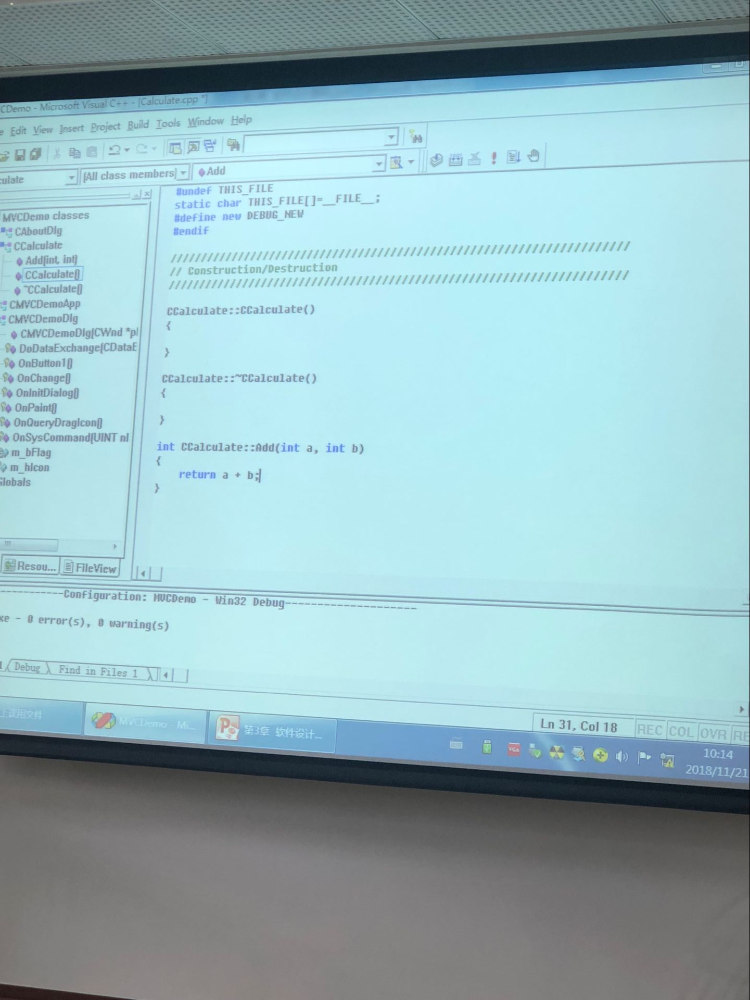 CDemo - Microsoft Visual C++ - [Calculate.cpp *]
Edit View Insert Project Build Tools Window Help
culate [All class members] Add
MVCDemo classes
CAboutDlg
CCalculate
Add(int, int)
CCalculate()
~CCalculate()
CMVCDemoApp
CMVCDemoDlg
CMVCDemoDlg(CWnd *p
DoDataExchange(CDataE
OnButton1()
OnChange()
OnInitDialog()
OnPaint()
OnQueryDragIcon()
OnSysCommand(UINT nI
m_bFlag
m_hIcon
Globals
Resou... FileView
#undef THIS_FILE
static char THIS_FILE[]=__FILE__;
#define new DEBUG_NEW
#endif
//////////////////////////////////////////////////////////////////////
// Construction/Destruction
//////////////////////////////////////////////////////////////////////
CCalculate::CCalculate()
{
}
CCalculate::~CCalculate()
{
}
int CCalculate::Add(int a, int b)
{
return a + b;
}
--------------------Configuration: MVCDemo - Win32 Debug--------------------
xe - 0 error(s), 0 warning(s)
Debug Find in Files 1
Ln 31, Col 18 REC COL OVR RE
上课用文件 MVCDemo - Mi... 第3章 软件设计...
VGA
10:14
2018/11/21